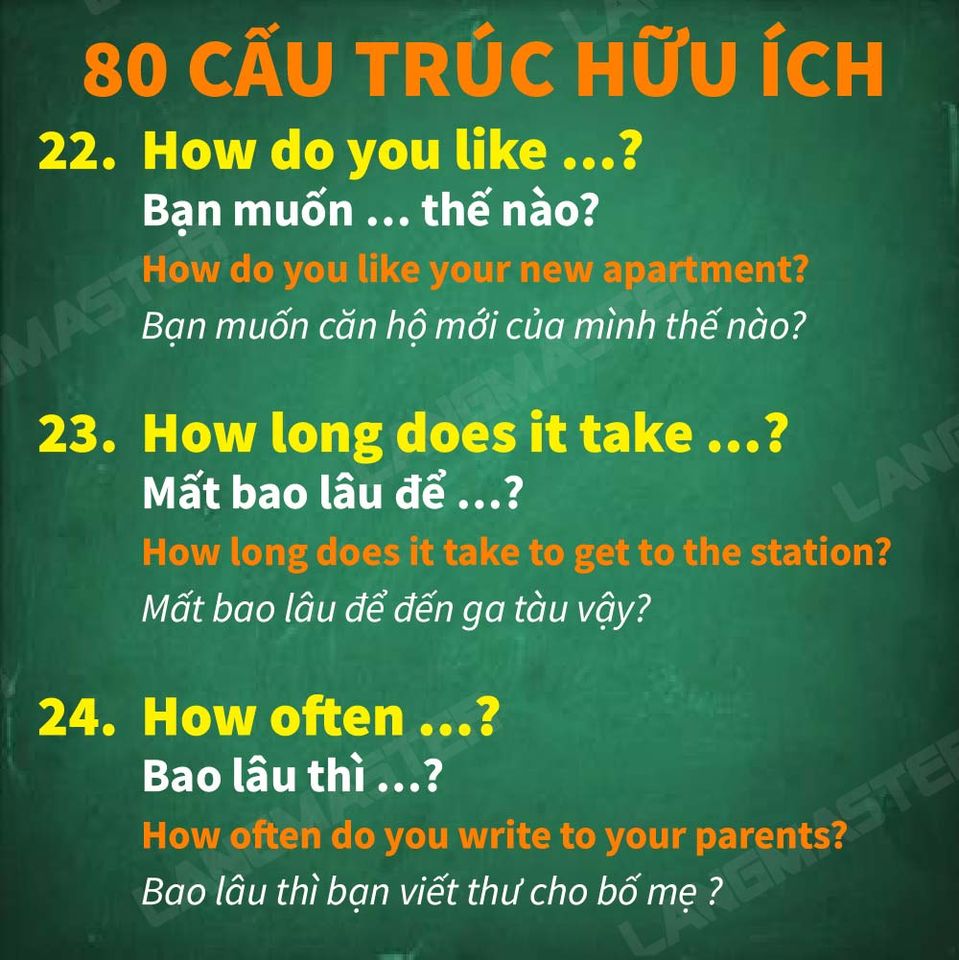 80 CẤU TRÚC HỮU ÍCH
22. How do you like ...?
Bạn muốn ... thế nào?
How do you like your new apartment?
Bạn muốn căn hộ mới của mình thế nào?
23. How long does it take ...?
Mất bao lâu để ...?
How long does it take to get to the station?
Mất bao lâu để đến ga tàu vậy?
24. How often ...?
Bao lâu thì ...?
How often do you write to your parents?
Bao lâu thì bạn viết thư cho bố mẹ ?
LANGMASTER